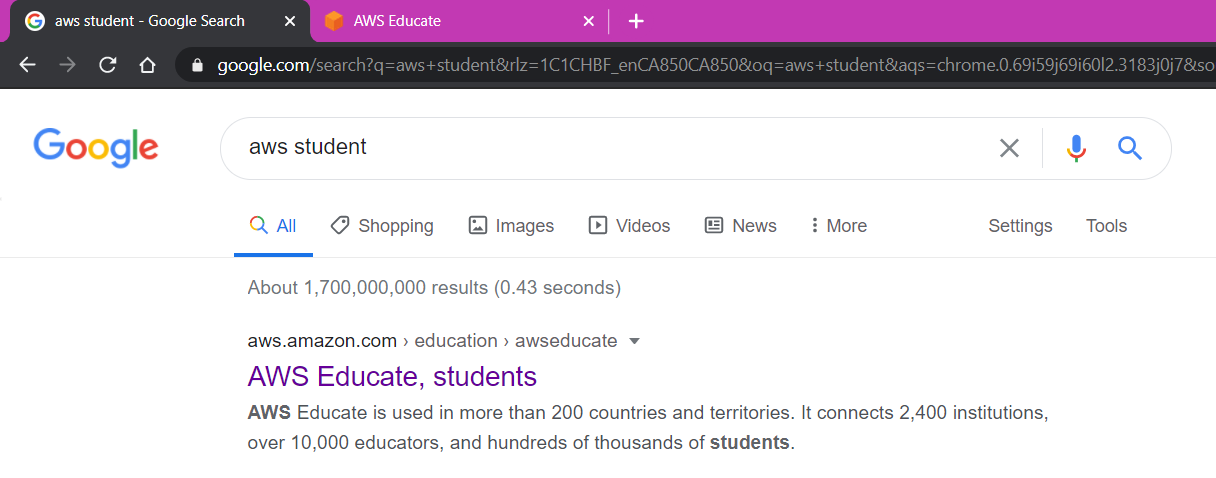 aws student - Google Search
AWS Educate
google.com/search?q=aws+student&rlz=1C1CHBF_enCA850CA850&oq=aws+student&aqs=chrome.0.69i59j69i60l2.3183j0j7&so
Google
aws student
All Shopping Images Videos News More Settings Tools
About 1,700,000,000 results (0.43 seconds)
aws.amazon.com › education › awseducate
AWS Educate, students
AWS Educate is used in more than 200 countries and territories. It connects 2,400 institutions,
over 10,000 educators, and hundreds of thousands of students.